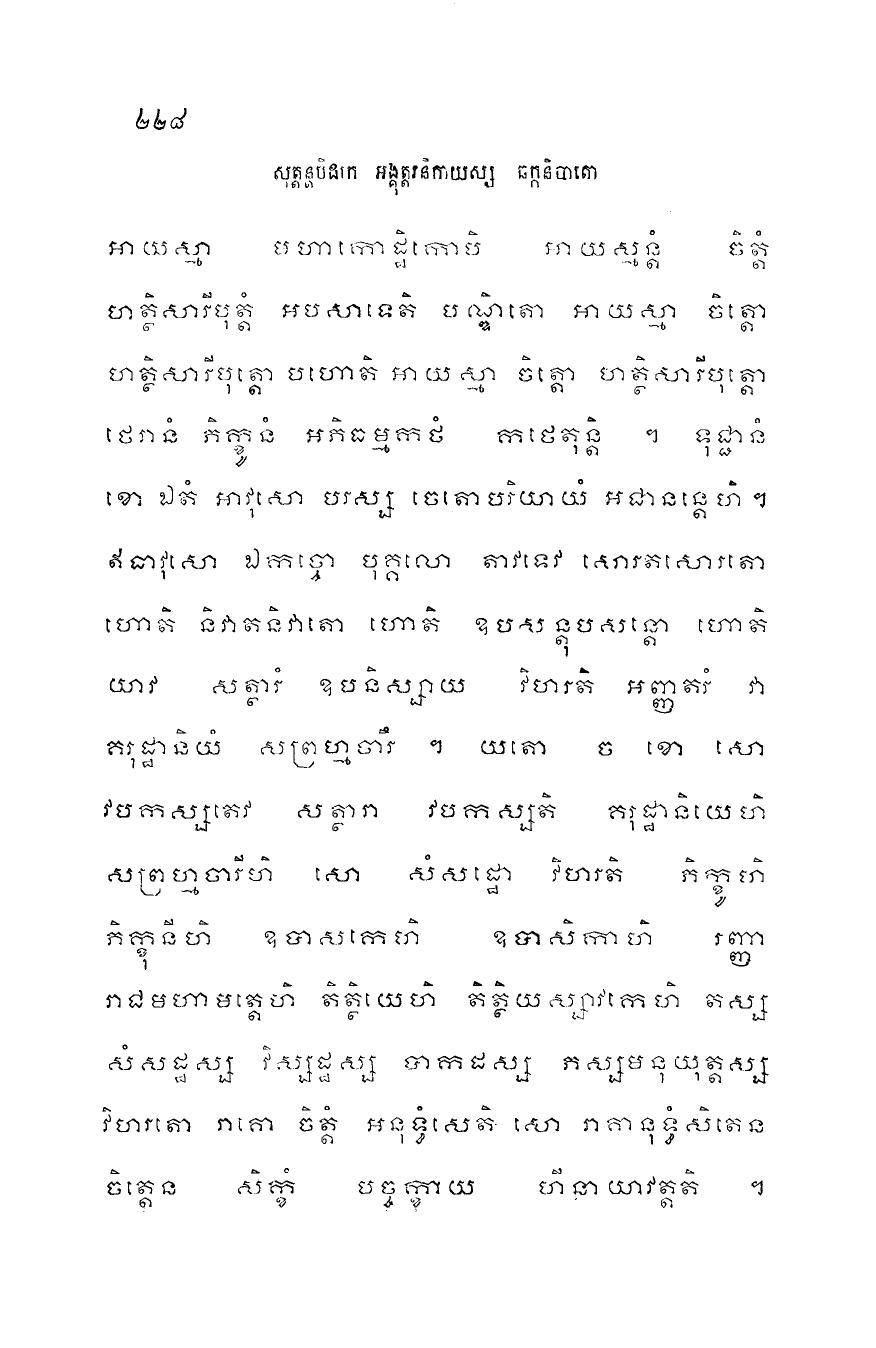 ២២៨
សុត្តន្តបិដកេ អង្គុត្តរនិកាយស្ស ឆក្កនិបាតោ
អាយស្មា មហាកោដ្ឋិកោបិ អាយស្មន្តំ ចិត្តំ
ហត្ថិសារីបុត្តំ អបសាទេតិ បណ្ឌិតោ អាយស្មា ចិត្តោ
ហត្ថិសារីបុត្តោ បហោតិ អាយស្មា ចិត្តោ ហត្ថិសារីបុត្តោ
ថេរានំ ភិក្ខូនំ អភិធម្មកថំ កថេតុន្តិ ។ ទុជ្ជានំ
ខោ ឯតំ អាវុសោ បរស្ស ចេតោបរិយាយំ អជានន្តេហិ ។
ឥធាវុសោ ឯកច្ចោ បុគ្គលោ តាវទេវ សោរតសោរតោ
ហោតិ និវាតនិវាតោ ហោតិ ឧបសន្តុបសន្តោ ហោតិ
យាវ សត្ថារំ ឧបនិស្សាយ វិហរតិ អញ្ញតរំ វា
គរុដ្ឋានិយំ សព្រហ្មចារឹ ។ យតោ ច ខោ សោ
វបកស្សតេវ សត្ថារា វបកស្សតិ គរុដ្ឋានិយេហិ
សព្រហ្មចារីហិ សោ សំសដ្ឋោ វិហរតិ ភិក្ខូហិ
ភិក្ខុនីហិ ឧបាសកេហិ ឧបាសិកាហិ រញ្ញា
រាជមហាមត្តេហិ តិត្ថិយេហិ តិត្ថិយស្សាវកេហិ តស្ស
សំសដ្ឋស្ស វិស្សដ្ឋស្ស បាកដស្ស ភស្សមនុយុត្តស្ស
វិហរតោ រាគោ ចិត្តំ អនុទ្ធំសេតិ សោ រាគានុទ្ធំសិតេន
ចិត្តេន សិក្ខំ បច្ចក្ខាយ ហីនាយាវត្តតិ ។